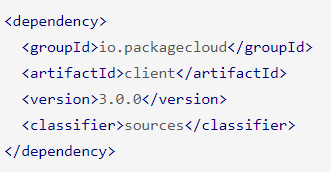 <dependency>
<groupId>io.packagecloud</groupId>
<artifactId>client</artifactId>
<version>3.0.0</version>
<classifier>sources</classifier>
</dependency>